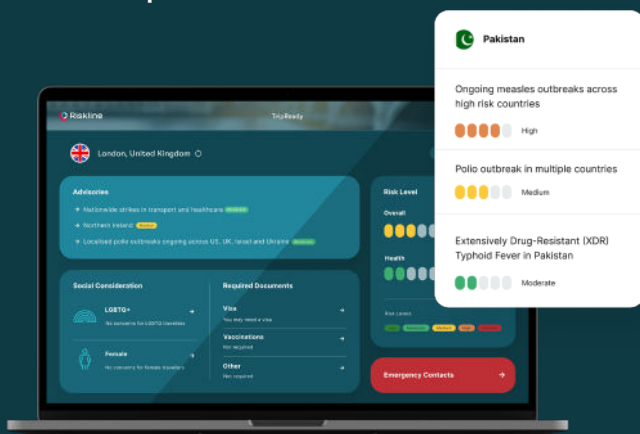 Riskline
TripReady
London, United Kingdom
Advisories
→ Nationwide strikes in transport and healthcare
→ Northern Ireland
→ Localised polio outbreaks ongoing across US, UK, Israel and Ukraine
Social Consideration
LGBTQ+ →
No concerns for LGBTQ travellers
Female →
No concerns for female travellers
Required Documents
Visa →
You may need a visa
Vaccinations →
Not required
Other →
Not required
Risk Level
Overall
Health
Risk Levels
Emergency Contacts →
Pakistan
Ongoing measles outbreaks across
high risk countries
High
Polio outbreak in multiple countries
Medium
Extensively Drug-Resistant (XDR)
Typhoid Fever in Pakistan
Moderate